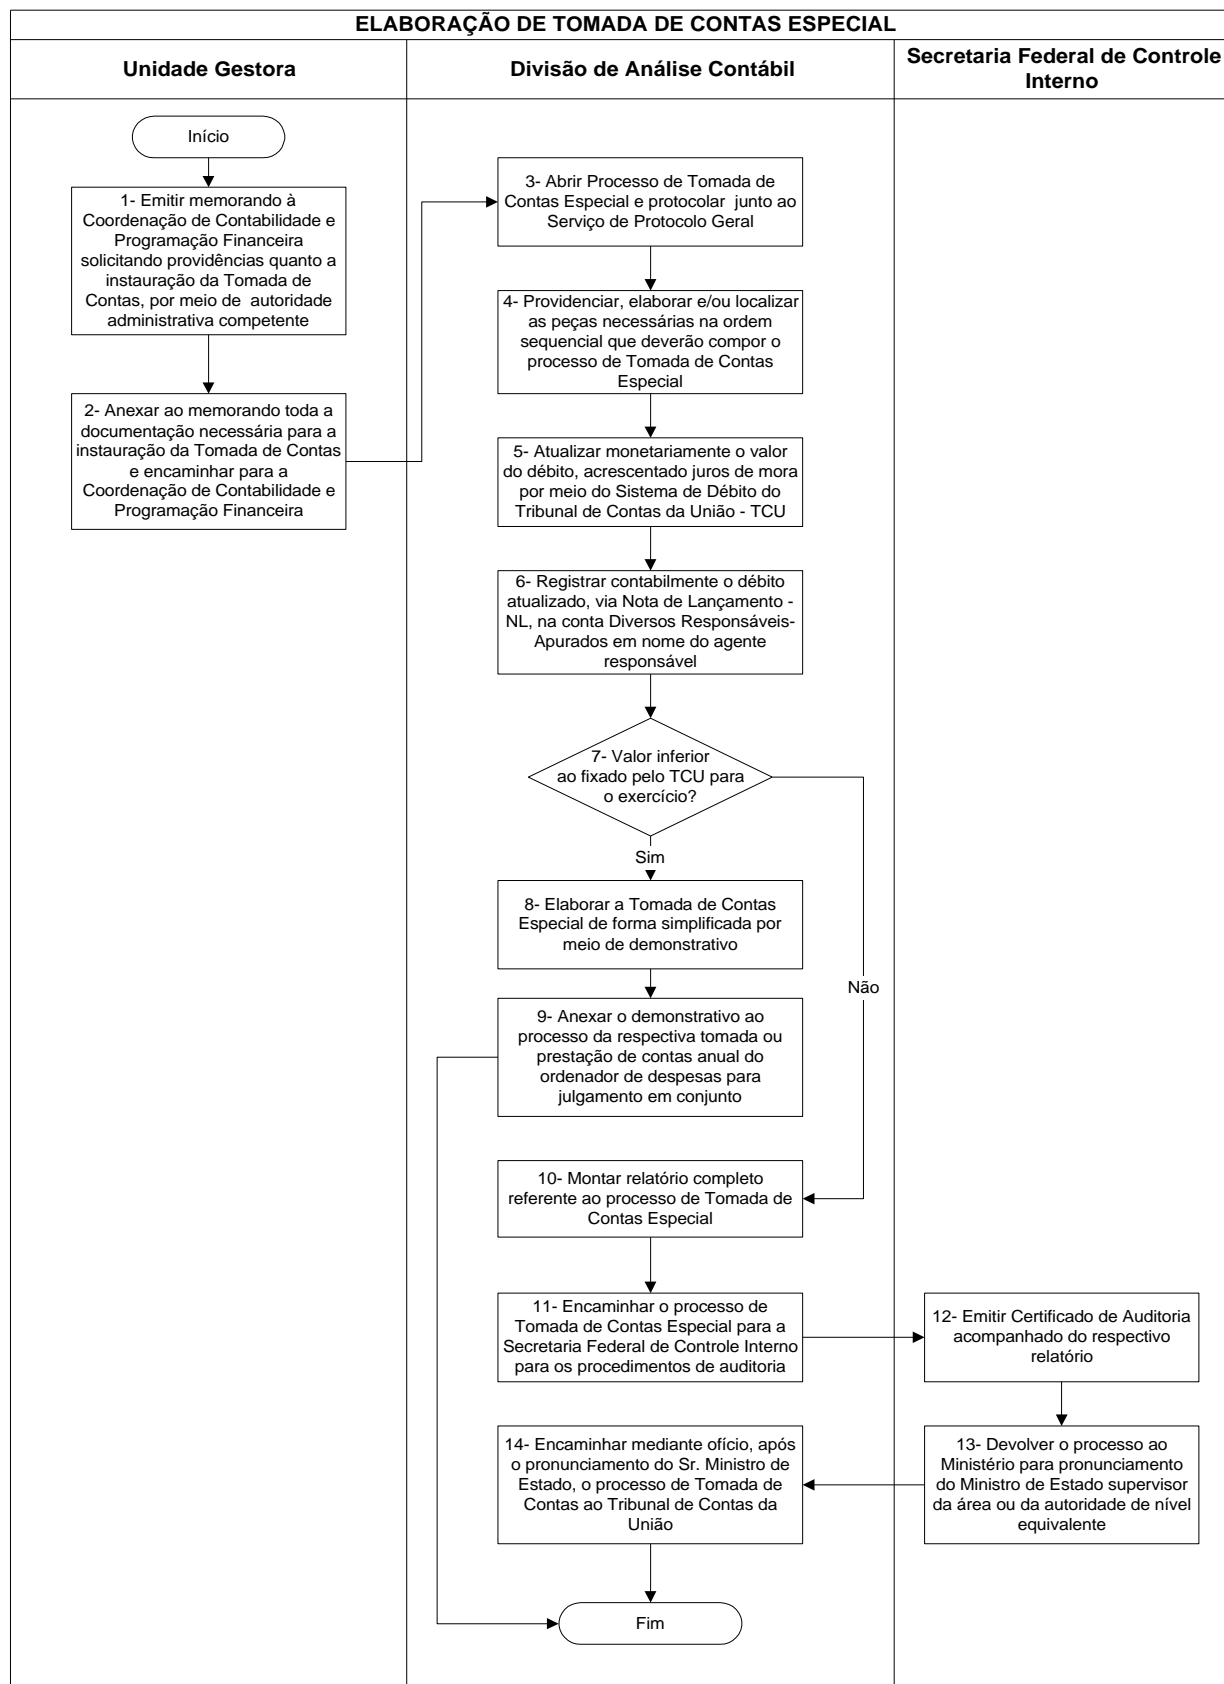 ELABORAÇÃO DE TOMADA DE CONTAS ESPECIAL
Unidade Gestora
Divisão de Análise Contábil
Secretaria Federal de Controle
Interno
Início
1- Emitir memorando à
Coordenação de Contabilidade e
Programação Financeira
solicitando providências quanto a
instauração da Tomada de
Contas, por meio de autoridade
administrativa competente
2- Anexar ao memorando toda a
documentação necessária para a
instauração da Tomada de Contas
e encaminhar para a
Coordenação de Contabilidade e
Programação Financeira
3- Abrir Processo de Tomada de
Contas Especial e protocolar junto ao
Serviço de Protocolo Geral
4- Providenciar, elaborar e/ou localizar
as peças necessárias na ordem
sequencial que deverão compor o
processo de Tomada de Contas
Especial
5- Atualizar monetariamente o valor
do débito, acrescentado juros de mora
por meio do Sistema de Débito do
Tribunal de Contas da União - TCU
6- Registrar contabilmente o débito
atualizado, via Nota de Lançamento -
NL, na conta Diversos Responsáveis-
Apurados em nome do agente
responsável
7- Valor inferior
ao fixado pelo TCU para
o exercício?
Sim
8- Elaborar a Tomada de Contas
Especial de forma simplificada por
meio de demonstrativo
Não
9- Anexar o demonstrativo ao
processo da respectiva tomada ou
prestação de contas anual do
ordenador de despesas para
julgamento em conjunto
10- Montar relatório completo
referente ao processo de Tomada de
Contas Especial
11- Encaminhar o processo de
Tomada de Contas Especial para a
Secretaria Federal de Controle Interno
para os procedimentos de auditoria
12- Emitir Certificado de Auditoria
acompanhado do respectivo
relatório
13- Devolver o processo ao
Ministério para pronunciamento
do Ministro de Estado supervisor
da área ou da autoridade de nível
equivalente
14- Encaminhar mediante ofício, após
o pronunciamento do Sr. Ministro de
Estado, o processo de Tomada de
Contas ao Tribunal de Contas da
União
Fim